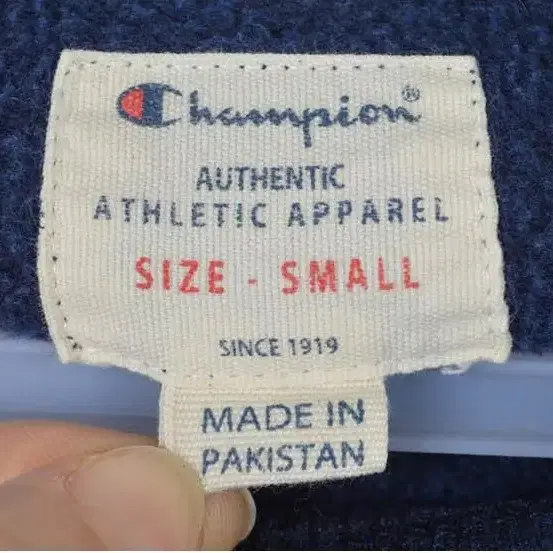 Champion®
AUTHENTIC
ATHLETIC APPAREL
SIZE - SMALL
SINCE 1919
MADE IN
PAKISTAN